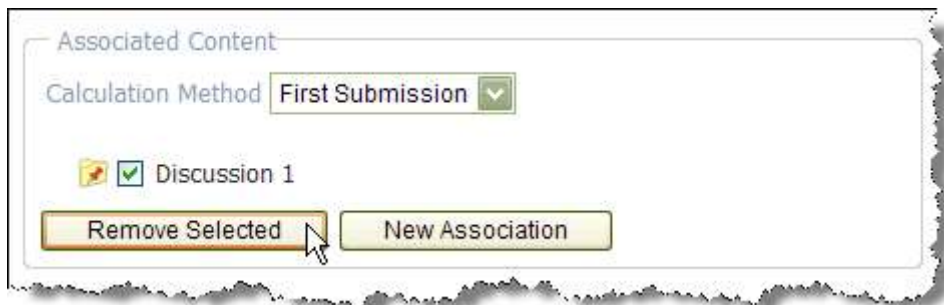 Associated Content
Calculation Method First Submission
Discussion 1
Remove Selected New Association